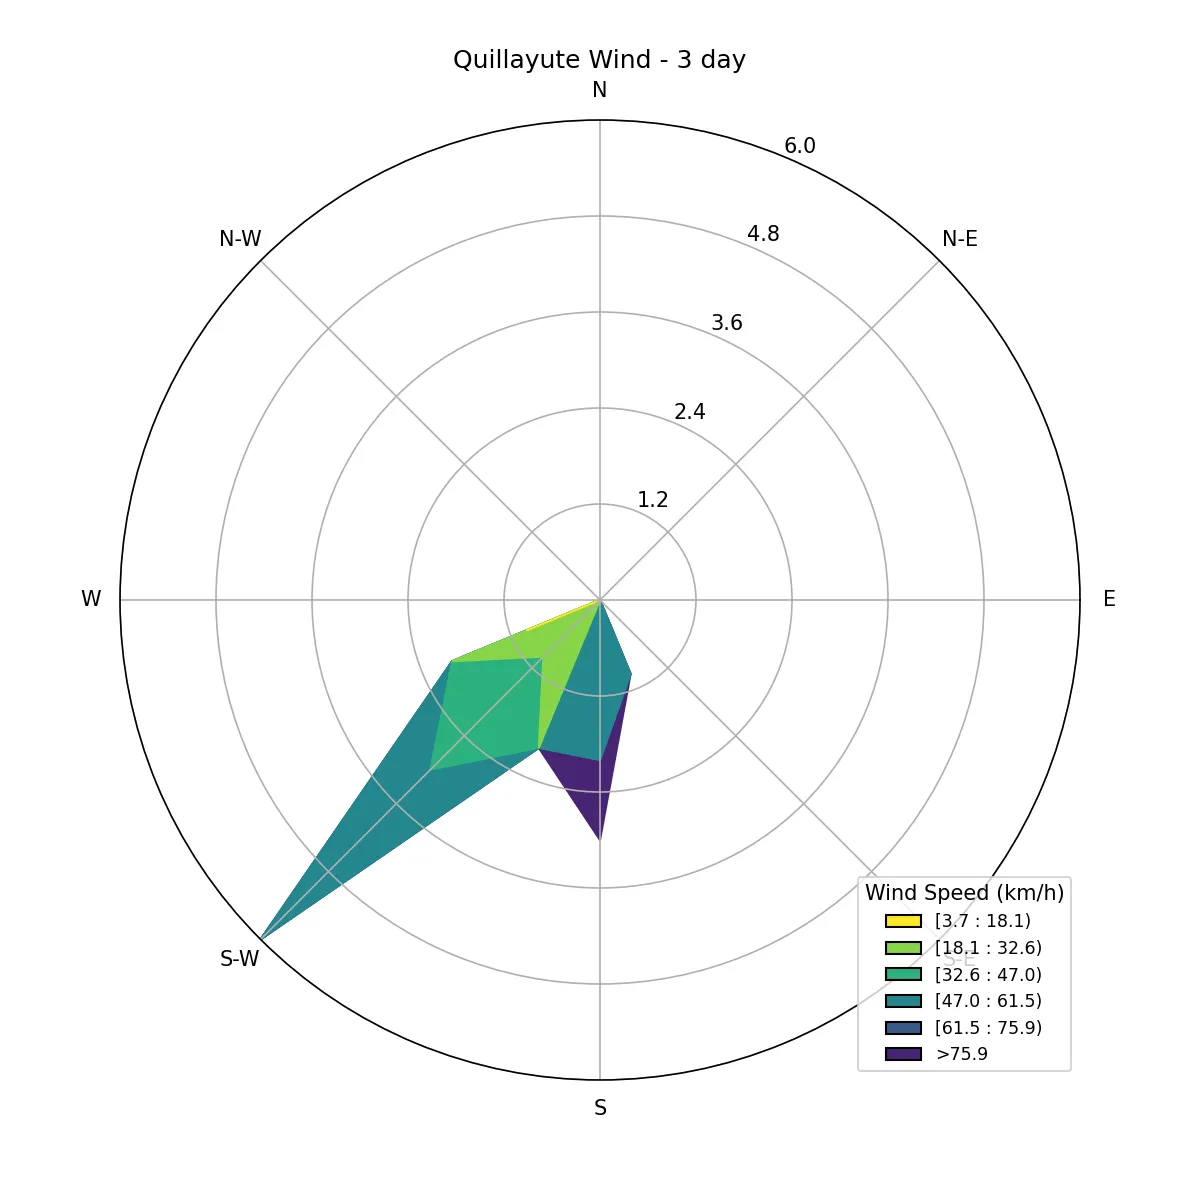 Quillayute Wind - 3 day
N
6.0
N-W
N-E
4.8
3.6
2.4
1.2
W
E
S-W
S-E
S
Wind Speed (km/h)
[3.7 : 18.1)
[18.1 : 32.6)
[32.6 : 47.0)
[47.0 : 61.5)
[61.5 : 75.9)
>75.9